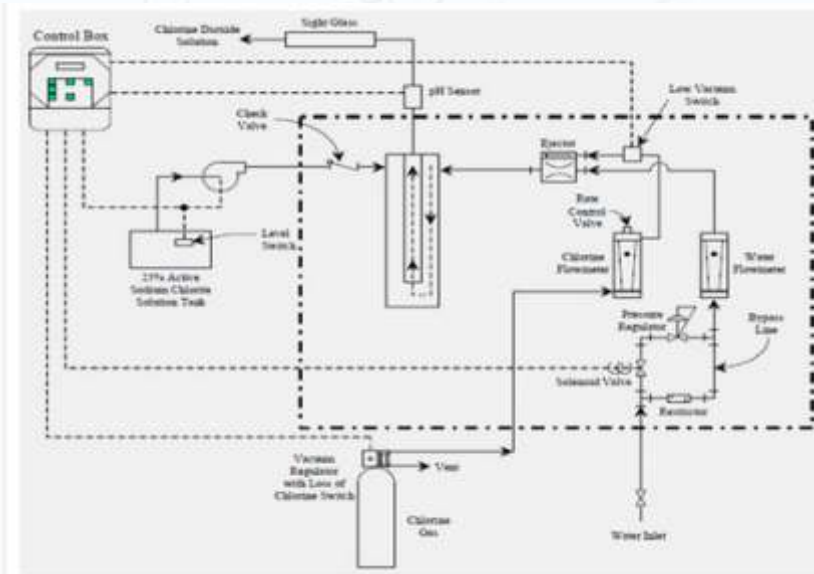 Chlorine Dioxide
Solution
Sight Glass
Control Box
pH Sensor
Low Vacuum
Switch
Check
Valve
Ejector
Rate
Control
Valve
Level
Switch
Chlorine
Flowmeter
Water
Flowmeter
25% Active
Sodium Chlorite
Solution Tank
Pressure
Regulator
Bypass
Line
Solenoid Valve
Restrictor
Vacuum
Regulator
with Loss of
Chlorine Switch
Vent
Chlorine
Gas
Water Inlet